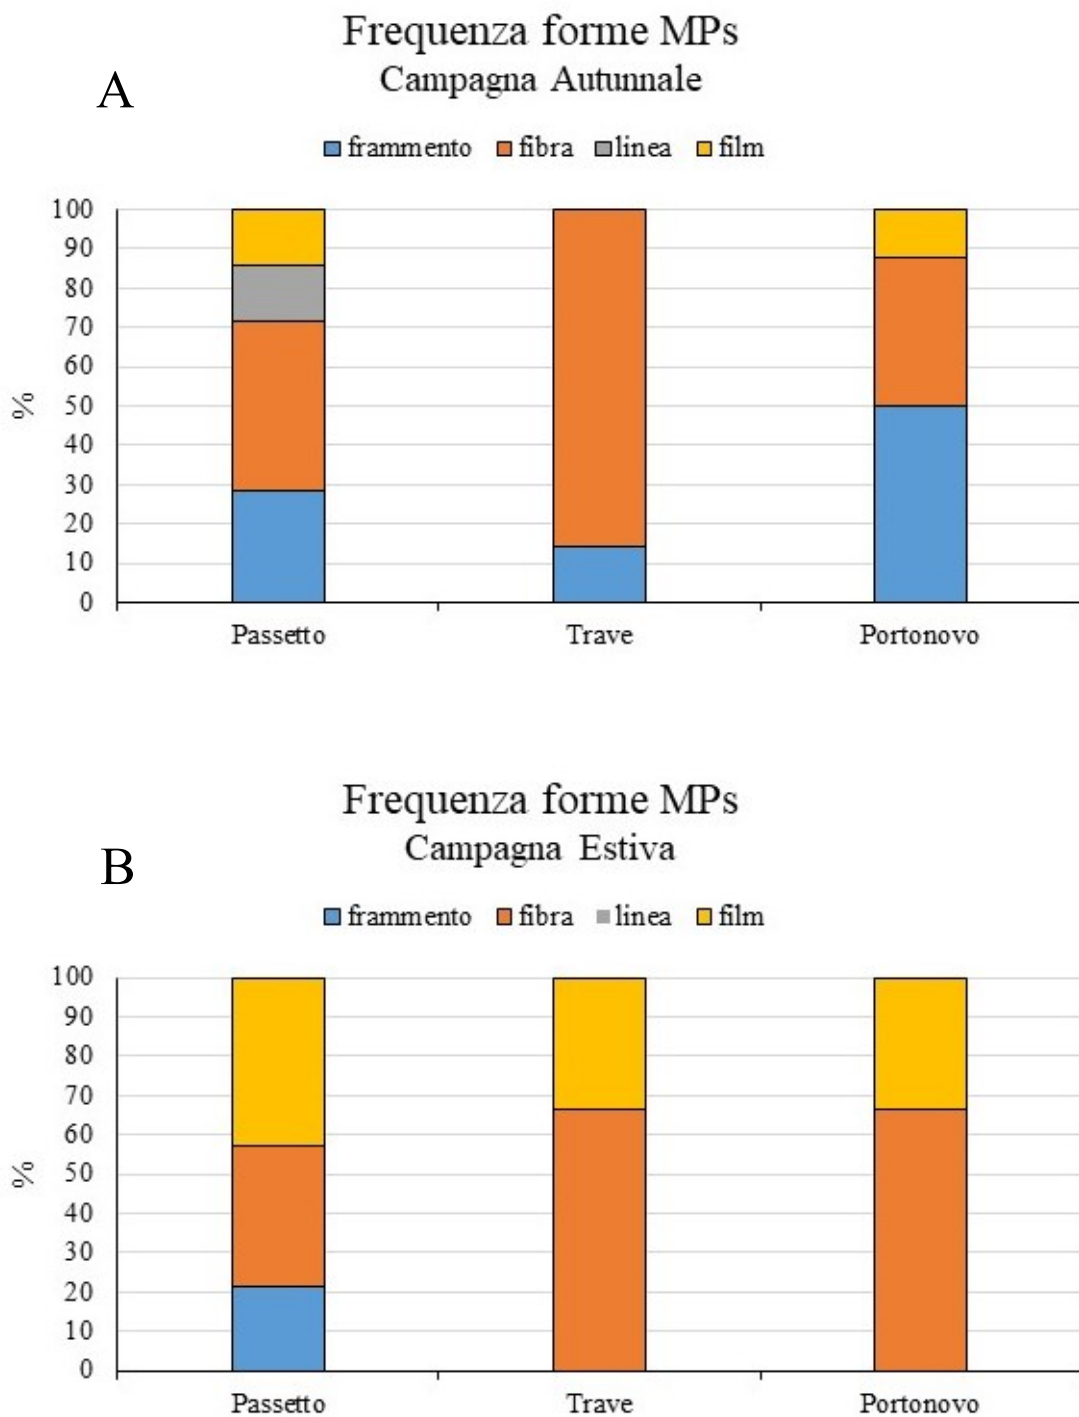 Frequenza forme MPs
Campagna Autunnale
A
frammento fibra linea film
100
90
80
70
60
50
40
30
20
10
0
%
Passetto Trave Portonovo
Frequenza forme MPs
Campagna Estiva
B
frammento fibra linea film
100
90
80
70
60
50
40
30
20
10
0
%
Passetto Trave Portonovo